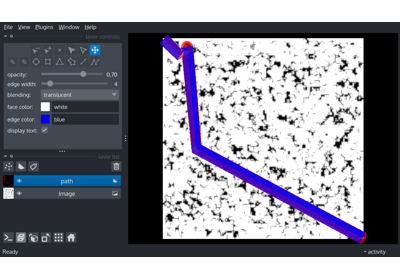 File View Plugins Window Help
layer controls
opacity: 0,70
edge width: 4
blending: translucent
face color: white
edge color: blue
display text:
layer list
path
Image
Ready
activity